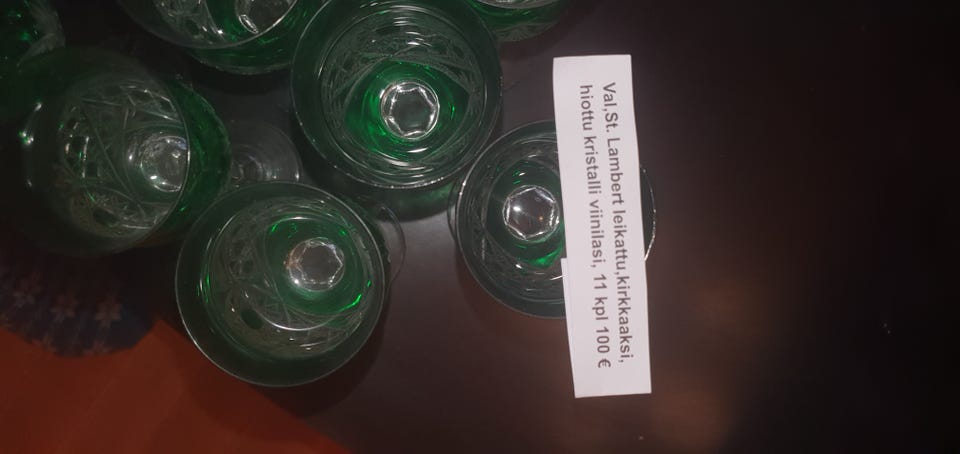 Val,St. Lambert leikattu,kirkkaaksi,
hiottu kristalli viinilasi, 11 kpl 100 €